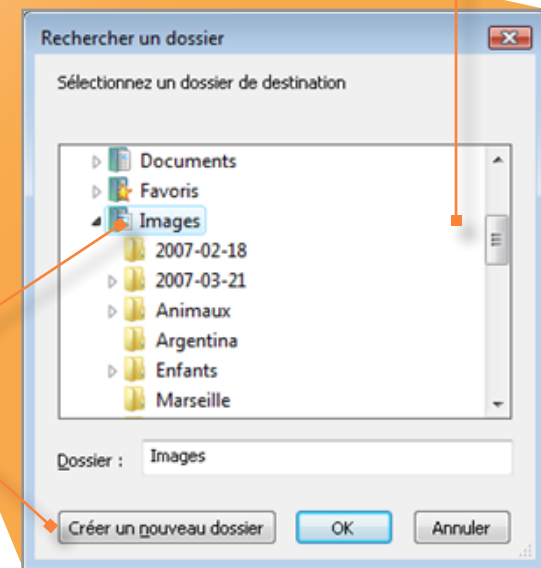 Rechercher un dossier
Sélectionnez un dossier de destination
Documents
Favoris
Images
2007-02-18
2007-03-21
Animaux
Argentina
Enfants
Marseille
Dossier : Images
Créer un nouveau dossier OK Annuler